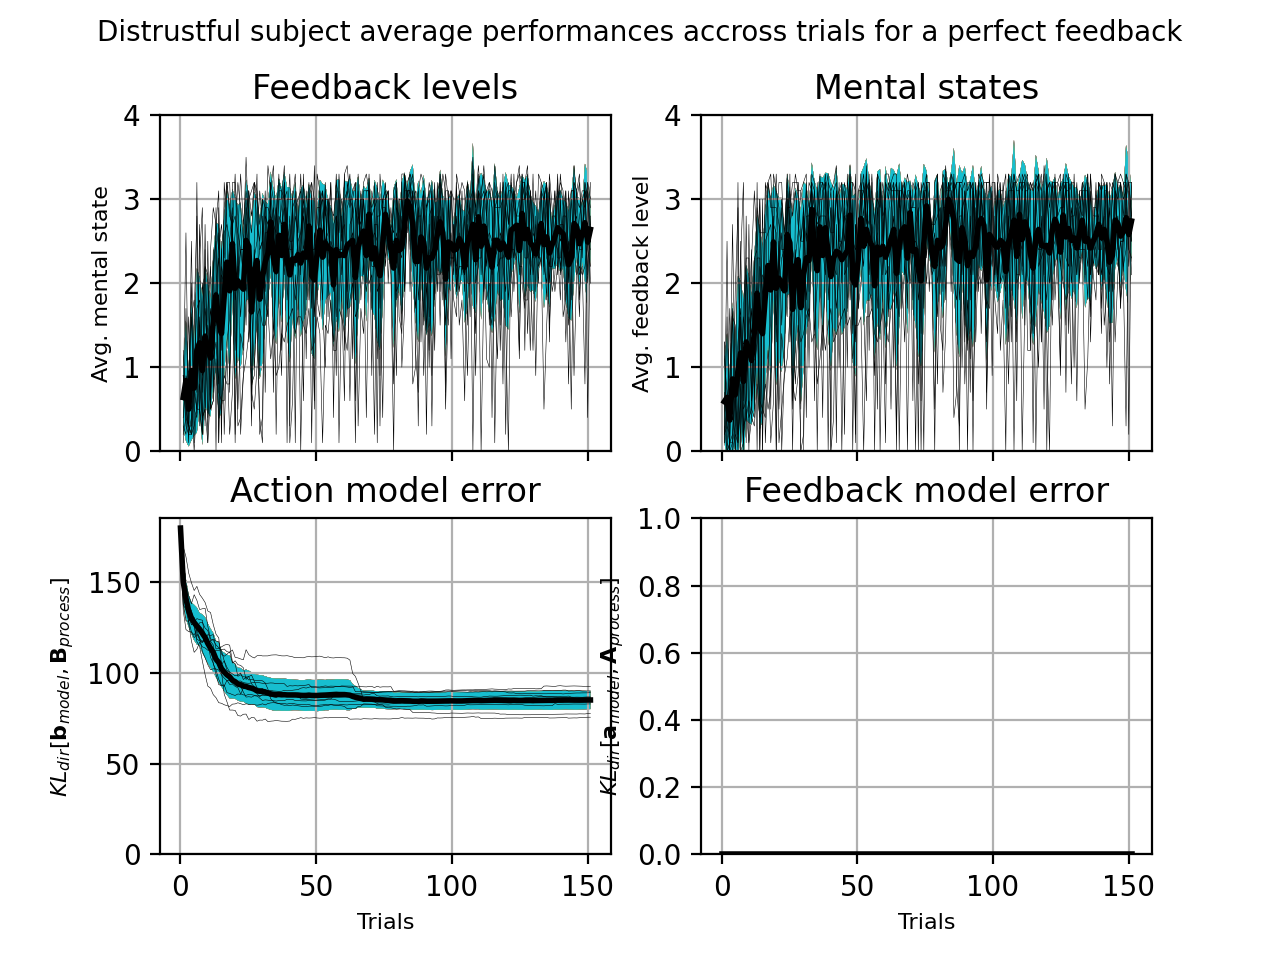 Distrustful subject average performances accross trials for a perfect feedback
Feedback levels
Mental states
Avg. mental state
4
3
2
1
0
Avg. feedback level
4
3
2
1
0
Action model error
Feedback model error
KL_dir[b_model, B_process]
150
100
50
0
0
50
100
150
Trials
KL_dir[a_model, A_process]
1.0
0.8
0.6
0.4
0.2
0.0
0
50
100
150
Trials